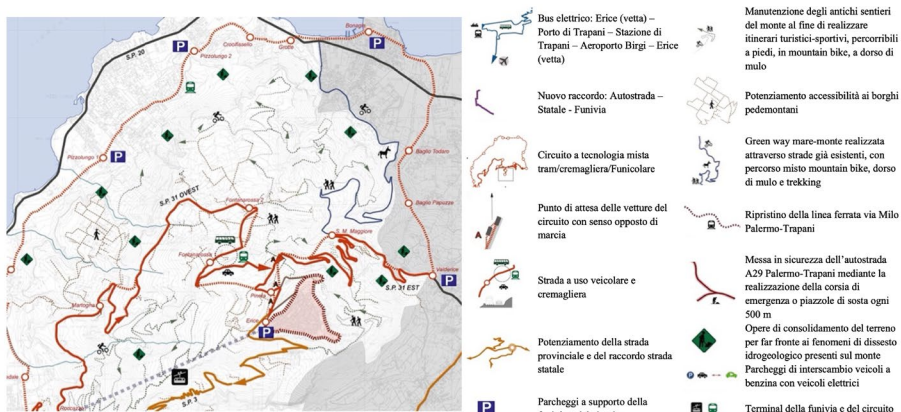 Bonagia
Crocifissello
Grotte
P
Pizzolungo 2
S.P. 20
Pizzolungo 1
P
Baglio Todaro
Baglio Papuzze
S.P. 31 OVEST
Fontanarossa 2
S. M. Maggiore
Fontanarossa 1
A
A
A
Valderice
P
S.P. 31 EST
Martogna
Erice
P
S.P. 3
Bus elettrico: Erice (vetta) –
Porto di Trapani – Stazione di
Trapani – Aeroporto Birgi – Erice
(vetta)
Nuovo raccordo: Autostrada –
Statale - Funivia
Circuito a tecnologia mista
tram/cremagliera/Funicolare
A
Punto di attesa delle vetture del
circuito con senso opposto di
marcia
Strada a uso veicolare e
cremagliera
Potenziamento della strada
provinciale e del raccordo strada
statale
P
Parcheggi a supporto della
Manutenzione degli antichi sentieri
del monte al fine di realizzare
itinerari turistici-sportivi, percorribili
a piedi, in mountain bike, a dorso di
mulo
Potenziamento accessibilità ai borghi
pedemontani
Green way mare-monte realizzata
attraverso strade già esistenti, con
percorso misto mountain bike, dorso
di mulo e trekking
Ripristino della linea ferrata via Milo
Palermo-Trapani
Messa in sicurezza dell’autostrada
A29 Palermo-Trapani mediante la
realizzazione della corsia di
emergenza o piazzole di sosta ogni
500 m
Opere di consolidamento del terreno
per far fronte ai fenomeni di dissesto
idrogeologico presenti sul monte
Parcheggi di interscambio veicoli a
benzina con veicoli elettrici
Terminal della funivia e del circuito